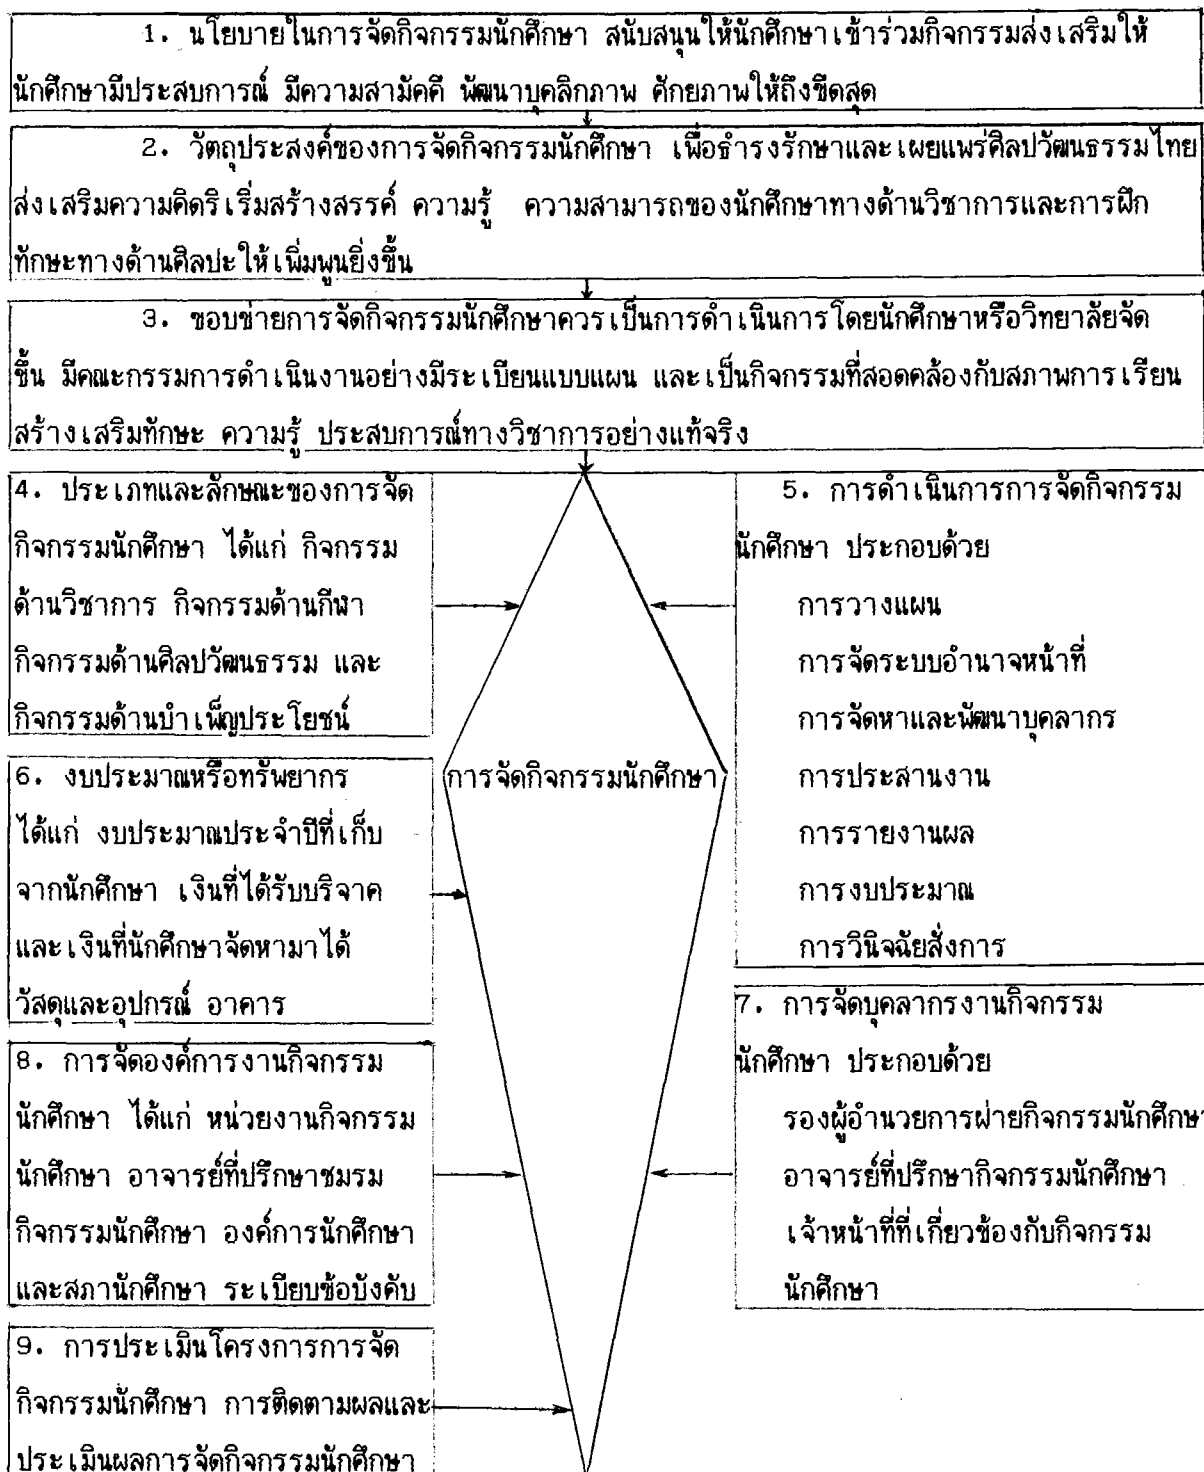 1. นโยบายในการจัดกิจกรรมนักศึกษา สนับสนุนให้นักศึกษาเข้าร่วมกิจกรรมส่งเสริมให้
นักศึกษามีประสบการณ์ มีความสามัคคี พัฒนาบุคลิกภาพ ศักยภาพให้ถึงขีดสุด
2. วัตถุประสงค์ของการจัดกิจกรรมนักศึกษา เพื่อธำรงรักษาและเผยแพร่ศิลปวัฒนธรรมไทย
ส่งเสริมความคิดริเริ่มสร้างสรรค์ ความรู้ ความสามารถของนักศึกษาทางด้านวิชาการและการฝึก
ทักษะทางด้านศิลปะให้เพิ่มพูนยิ่งขึ้น
3. ขอบข่ายการจัดกิจกรรมนักศึกษาควรเป็นการดำเนินการโดยนักศึกษาหรือวิทยาลัยจัด
ขึ้น มีคณะกรรมการดำเนินงานอย่างมีระเบียนแบบแผน และเป็นกิจกรรมที่สอดคล้องกับสภาพการเรียน
สร้างเสริมทักษะ ความรู้ ประสบการณ์ทางวิชาการอย่างแท้จริง
4. ประเภทและลักษณะของการจัด
กิจกรรมนักศึกษา ได้แก่ กิจกรรม
ด้านวิชาการ กิจกรรมด้านกีฬา
กิจกรรมด้านศิลปวัฒนธรรม และ
กิจกรรมด้านบำเพ็ญประโยชน์
5. การดำเนินการการจัดกิจกรรม
นักศึกษา ประกอบด้วย
การวางแผน
การจัดระบบอำนาจหน้าที่
การจัดหาและพัฒนาบุคลากร
การประสานงาน
การรายงานผล
การงบประมาณ
การวินิจฉัยสั่งการ
6. งบประมาณหรือทรัพยากร
ได้แก่ งบประมาณประจำปีที่เก็บ
จากนักศึกษา เงินที่ได้รับบริจาค
และเงินที่นักศึกษาจัดหามาได้
วัสดุและอุปกรณ์ อาคาร
การจัดกิจกรรมนักศึกษา
7. การจัดบุคลากรงานกิจกรรม
นักศึกษา ประกอบด้วย
รองผู้อำนวยการฝ่ายกิจกรรมนักศึกษา
อาจารย์ที่ปรึกษากิจกรรมนักศึกษา
เจ้าหน้าที่ที่เกี่ยวข้องกับกิจกรรม
นักศึกษา
8. การจัดองค์การงานกิจกรรม
นักศึกษา ได้แก่ หน่วยงานกิจกรรม
นักศึกษา อาจารย์ที่ปรึกษาชมรม
กิจกรรมนักศึกษา องค์การนักศึกษา
และสภานักศึกษา ระเบียบข้อบังคับ
9. การประเมินโครงการการจัด
กิจกรรมนักศึกษา การติดตามผลและ
ประเมินผลการจัดกิจกรรมนักศึกษา